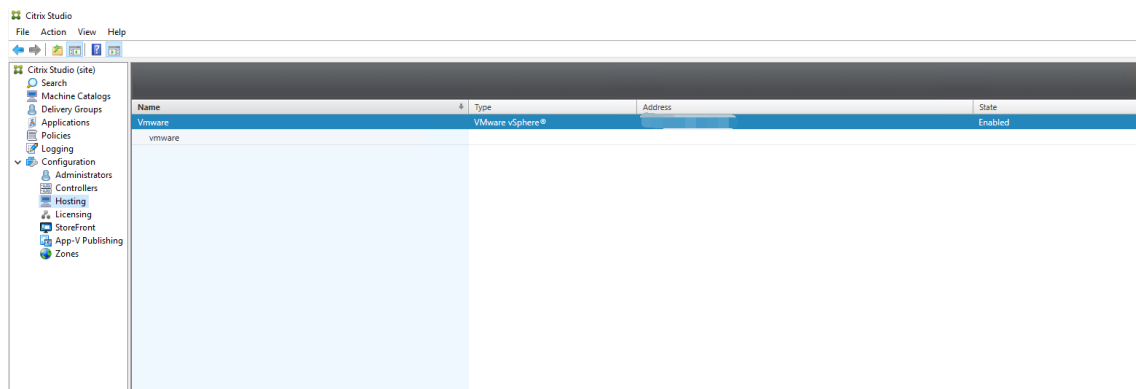 Citrix Studio
File Action View Help
Citrix Studio (site)
Search
Machine Catalogs
Delivery Groups
Applications
Policies
Logging
Configuration
Administrators
Controllers
Hosting
Licensing
StoreFront
App-V Publishing
Zones
Name Type Address State
Vmware VMware vSphere® Enabled
vmware